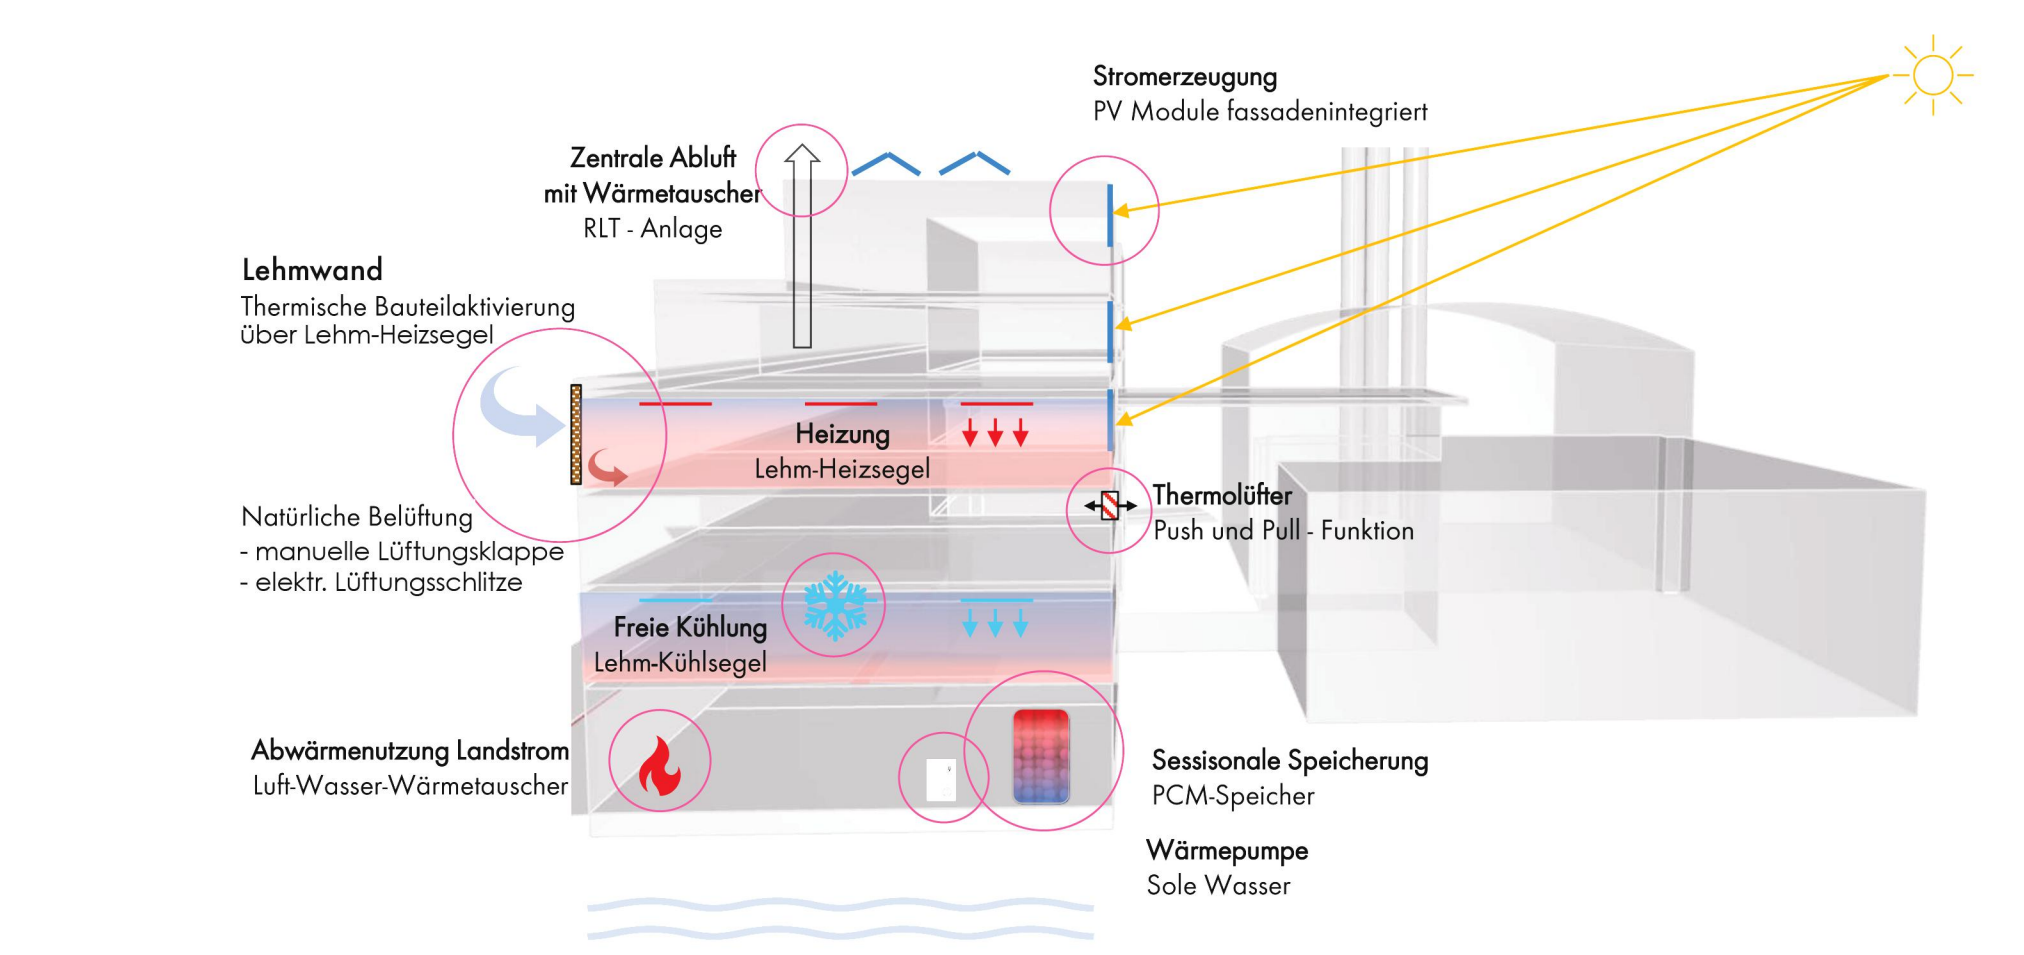 Stromerzeugung
PV Module fassadenintegriert
Zentrale Abluft
mit Wärmetauscher
RLT - Anlage
Lehmwand
Thermische Bauteilaktivierung
über Lehm-Heizsegel
Heizung
Lehm-Heizsegel
Natürliche Belüftung
- manuelle Lüftungsklappe
- elektr. Lüftungsschlitze
Thermolüfter
Push und Pull - Funktion
Freie Kühlung
Lehm-Kühlsegel
Abwärmenutzung Landstrom
Luft-Wasser-Wärmetauscher
Sessisonale Speicherung
PCM-Speicher
Wärmepumpe
Sole Wasser